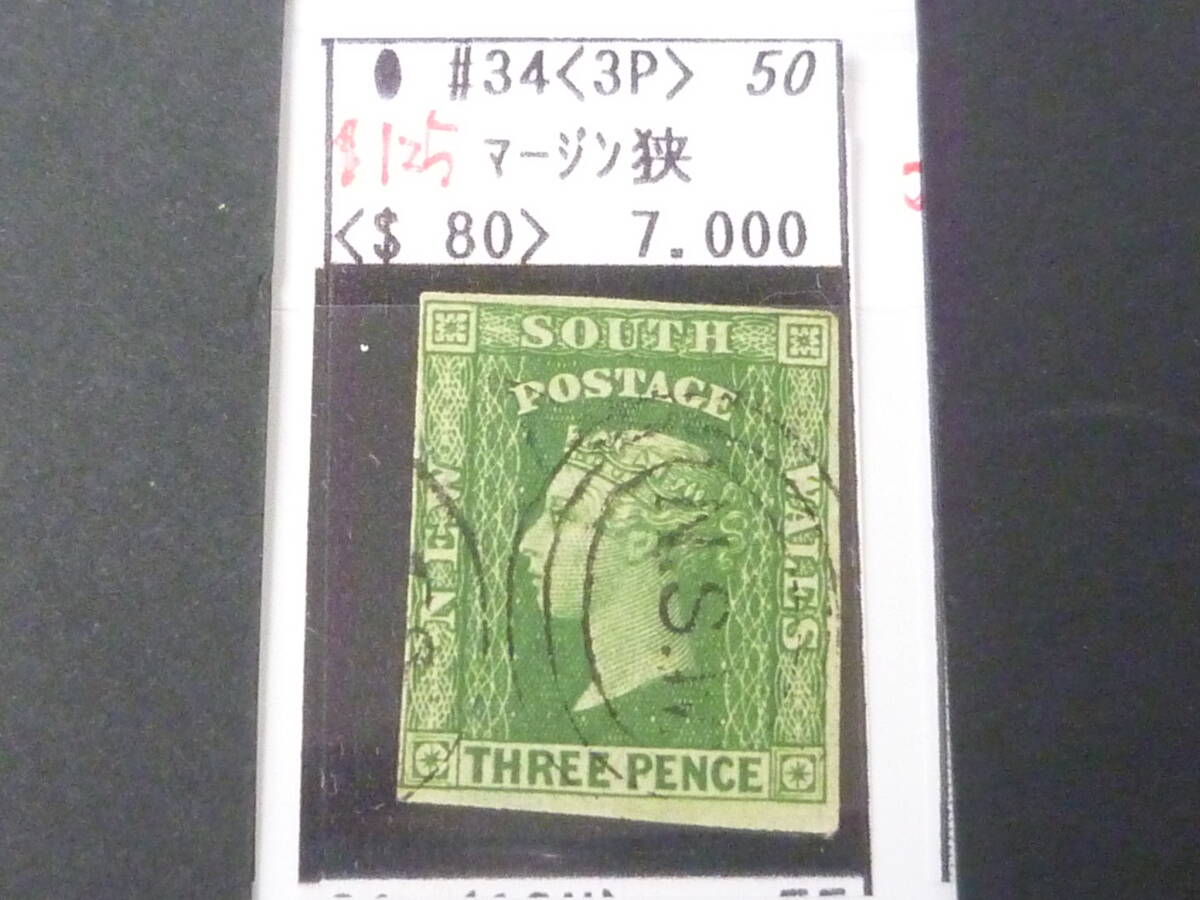 #34<3P> 50
$125 マージン狭
<$ 80> 7.000
SOUTH
POSTAGE
NEW
WALES
N.S.W
THREE PENCE